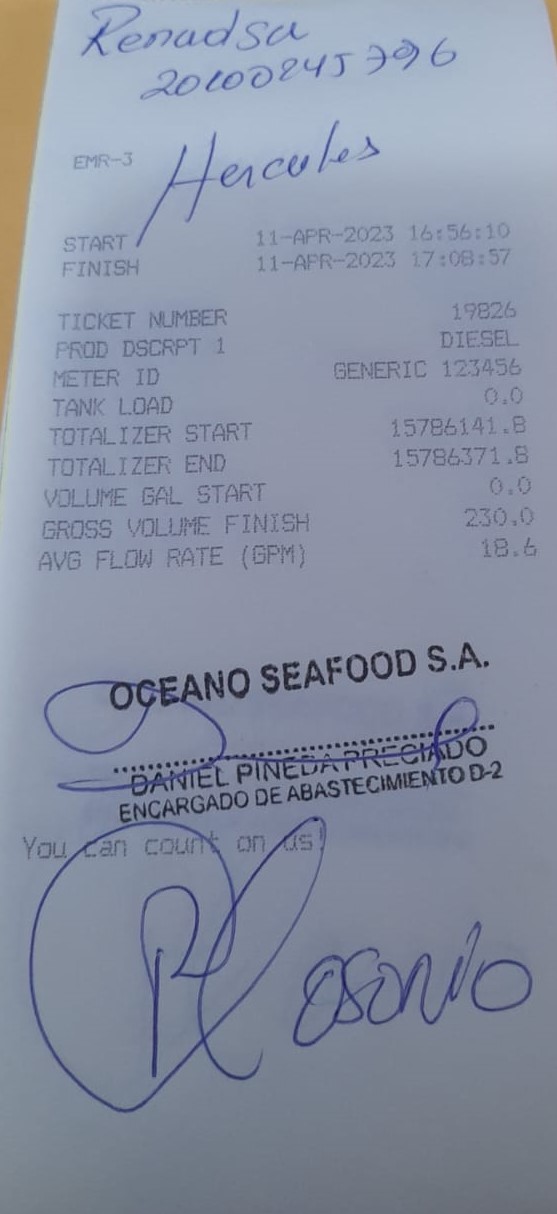 Renadsa
20600245796
Hercules
EMR-3
START 11-APR-2023 16:56:10
FINISH 11-APR-2023 17:08:57
TICKET NUMBER 19826
PROD DSCRPT 1 DIESEL
METER ID GENERIC 123456
TANK LOAD 0.0
TOTALIZER START 15786141.8
TOTALIZER END 15786371.8
VOLUME GAL START 0.0
GROSS VOLUME FINISH 230.0
AVG FLOW RATE (GPM) 18.6
OCEANO SEAFOOD S.A.
DANIEL PINEDA PRECIADO
ENCARGADO DE ABASTECIMIENTO D-2
You can count on us!
osorio